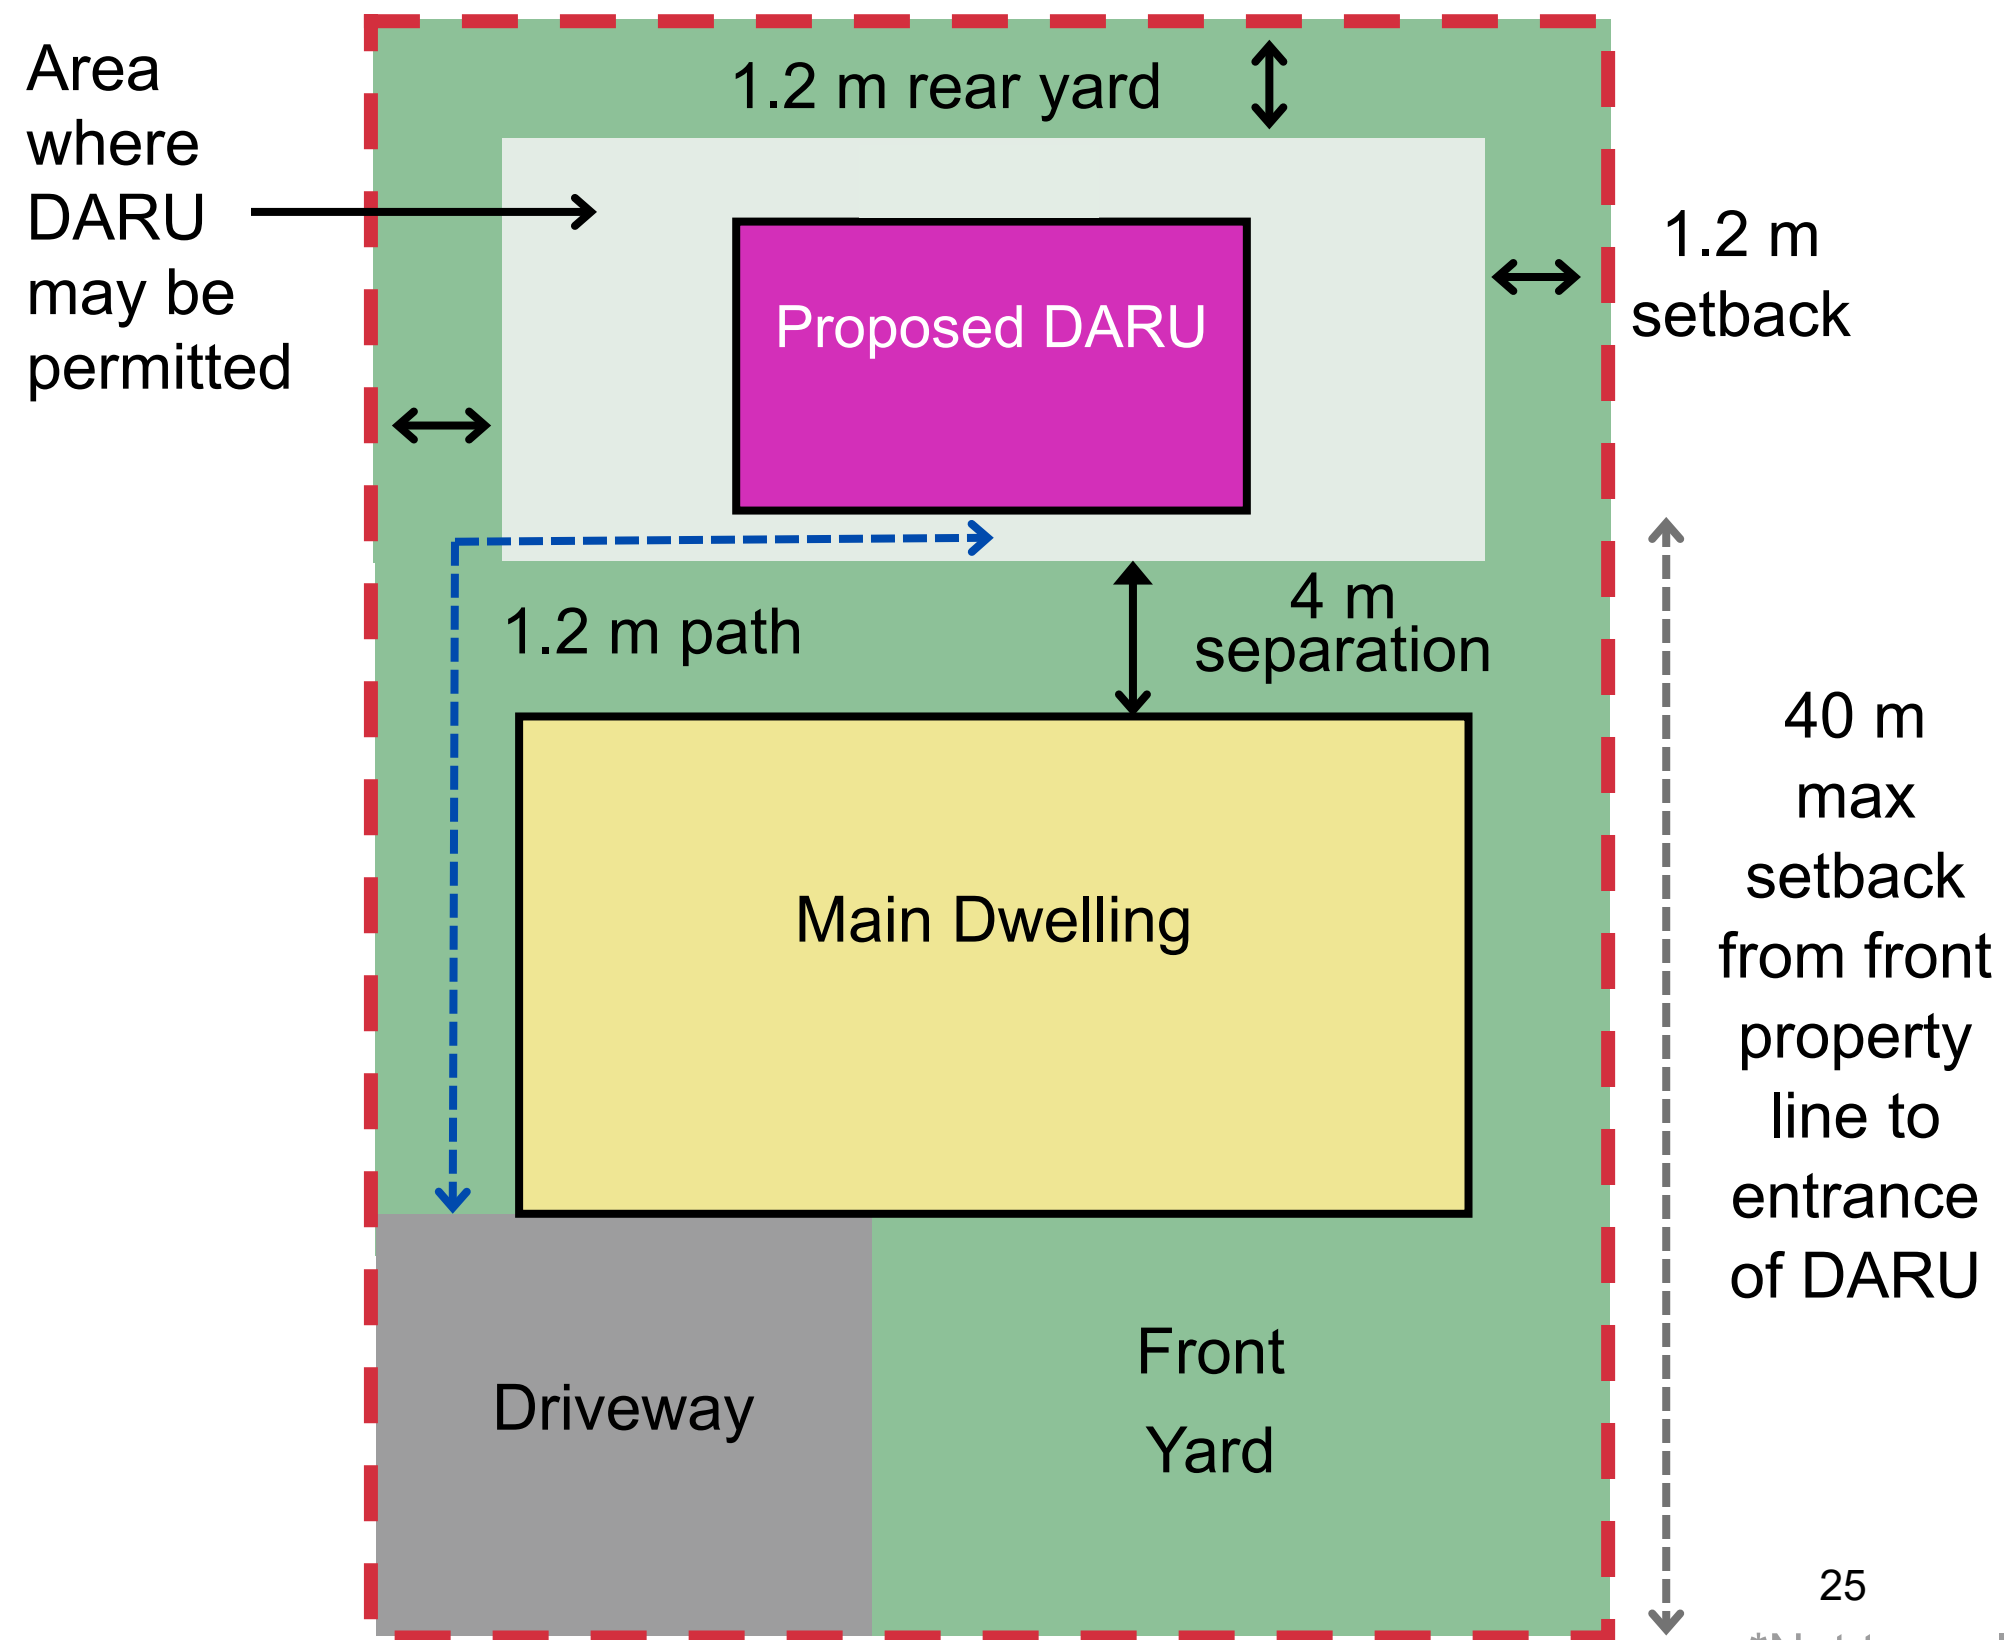 Area
where
DARU
may be
permitted
1.2 m rear yard
Proposed DARU
1.2 m
setback
1.2 m path
4 m
separation
Main Dwelling
40 m
max
setback
from front
property
line to
entrance
of DARU
Driveway
Front
Yard
25